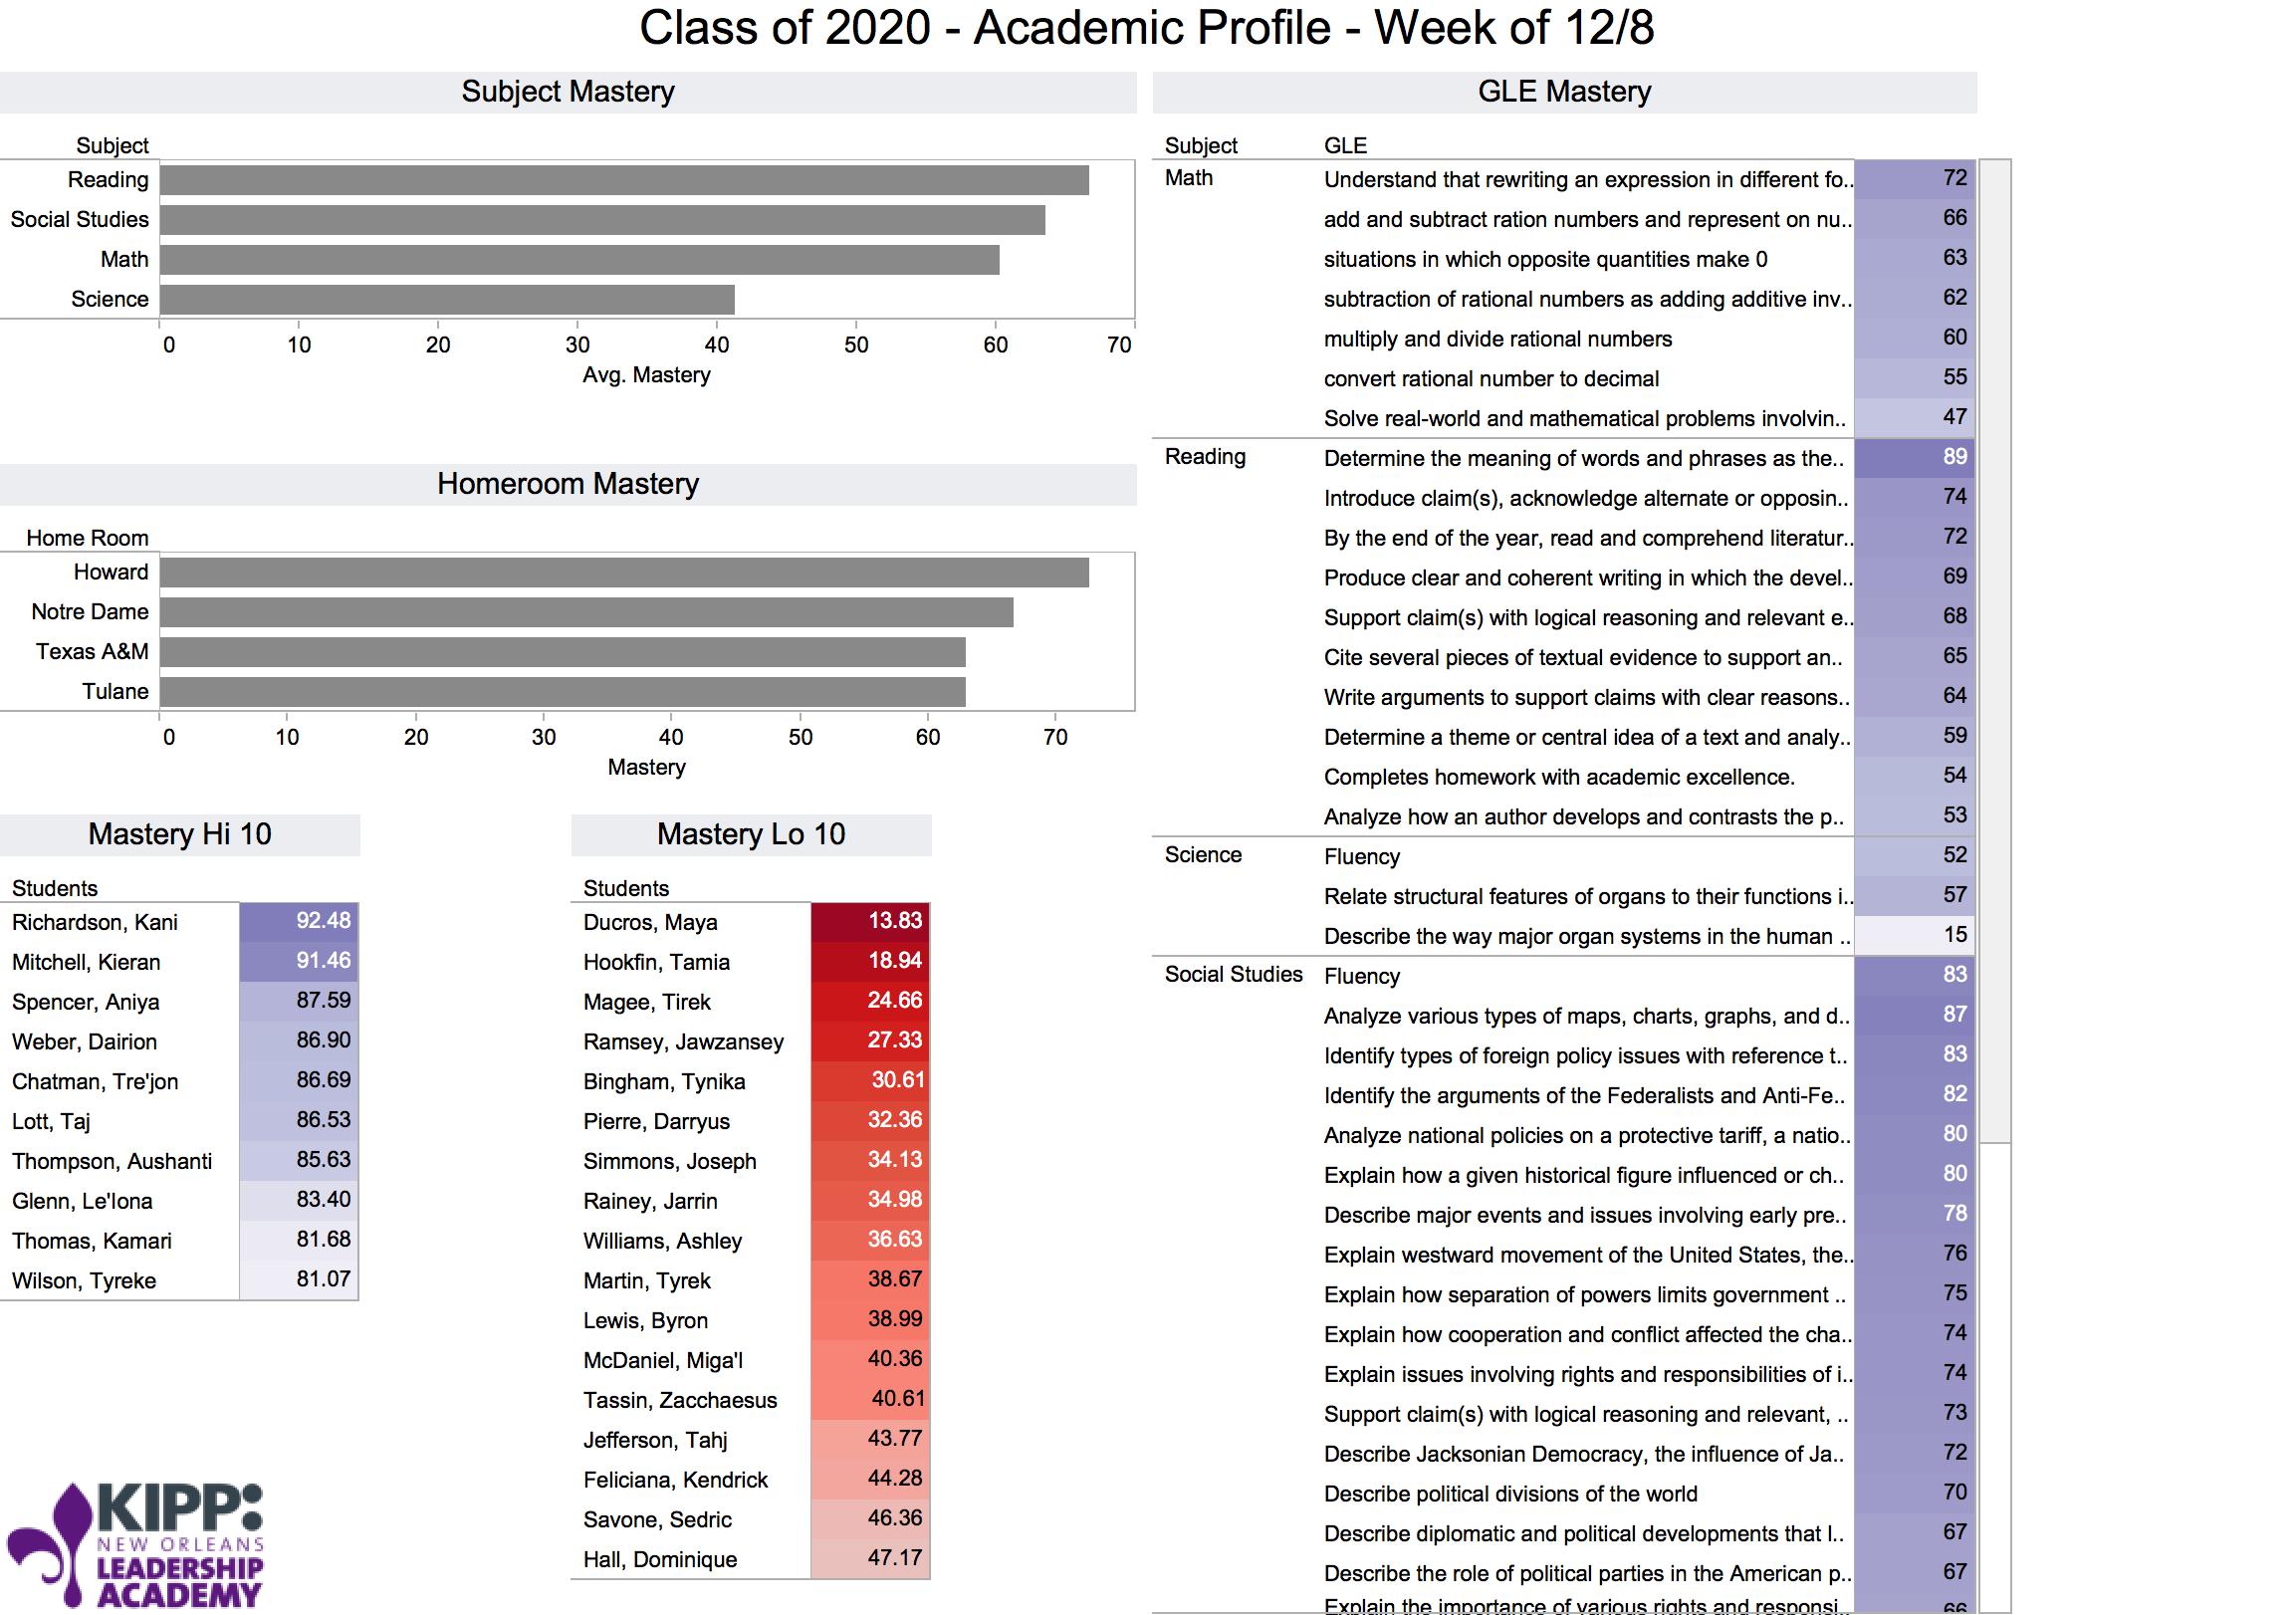 Class of 2020 - Academic Profile - Week of 12/8
Subject Mastery
Subject
Reading
Social Studies
Math
Science
0 10 20 30 40 50 60 70
Avg. Mastery
Homeroom Mastery
Home Room
Howard
Notre Dame
Texas A&M
Tulane
0 10 20 30 40 50 60 70
Mastery
Mastery Hi 10
Students
Richardson, Kani 92.48
Mitchell, Kieran 91.46
Spencer, Aniya 87.59
Weber, Dairion 86.90
Chatman, Tre'jon 86.69
Lott, Taj 86.53
Thompson, Aushanti 85.63
Glenn, Le'Iona 83.40
Thomas, Kamari 81.68
Wilson, Tyreke 81.07
Mastery Lo 10
Students
Ducros, Maya 13.83
Hookfin, Tamia 18.94
Magee, Tirek 24.66
Ramsey, Jawzansey 27.33
Bingham, Tynika 30.61
Pierre, Darryus 32.36
Simmons, Joseph 34.13
Rainey, Jarrin 34.98
Williams, Ashley 36.63
Martin, Tyrek 38.67
Lewis, Byron 38.99
McDaniel, Miga'l 40.36
Tassin, Zacchaesus 40.61
Jefferson, Tahj 43.77
Feliciana, Kendrick 44.28
Savone, Sedric 46.36
Hall, Dominique 47.17
KIPP:
NEW ORLEANS
LEADERSHIP
ACADEMY
GLE Mastery
Subject GLE
Math Understand that rewriting an expression in different fo.. 72
add and subtract ration numbers and represent on nu.. 66
situations in which opposite quantities make 0 63
subtraction of rational numbers as adding additive inv.. 62
multiply and divide rational numbers 60
convert rational number to decimal 55
Solve real-world and mathematical problems involvin.. 47
Reading Determine the meaning of words and phrases as the.. 89
Introduce claim(s), acknowledge alternate or opposin.. 74
By the end of the year, read and comprehend literatur.. 72
Produce clear and coherent writing in which the devel.. 69
Support claim(s) with logical reasoning and relevant e.. 68
Cite several pieces of textual evidence to support an.. 65
Write arguments to support claims with clear reasons.. 64
Determine a theme or central idea of a text and analy.. 59
Completes homework with academic excellence. 54
Analyze how an author develops and contrasts the p.. 53
Science Fluency 52
Relate structural features of organs to their functions i.. 57
Describe the way major organ systems in the human .. 15
Social Studies Fluency 83
Analyze various types of maps, charts, graphs, and d.. 87
Identify types of foreign policy issues with reference t.. 83
Identify the arguments of the Federalists and Anti-Fe.. 82
Analyze national policies on a protective tariff, a natio.. 80
Explain how a given historical figure influenced or ch.. 80
Describe major events and issues involving early pre.. 78
Explain westward movement of the United States, the.. 76
Explain how separation of powers limits government .. 75
Explain how cooperation and conflict affected the cha.. 74
Explain issues involving rights and responsibilities of i.. 74
Support claim(s) with logical reasoning and relevant, .. 73
Describe Jacksonian Democracy, the influence of Ja.. 72
Describe political divisions of the world 70
Describe diplomatic and political developments that l.. 67
Describe the role of political parties in the American p.. 67
Explain the importance of various rights and responsi.. 66